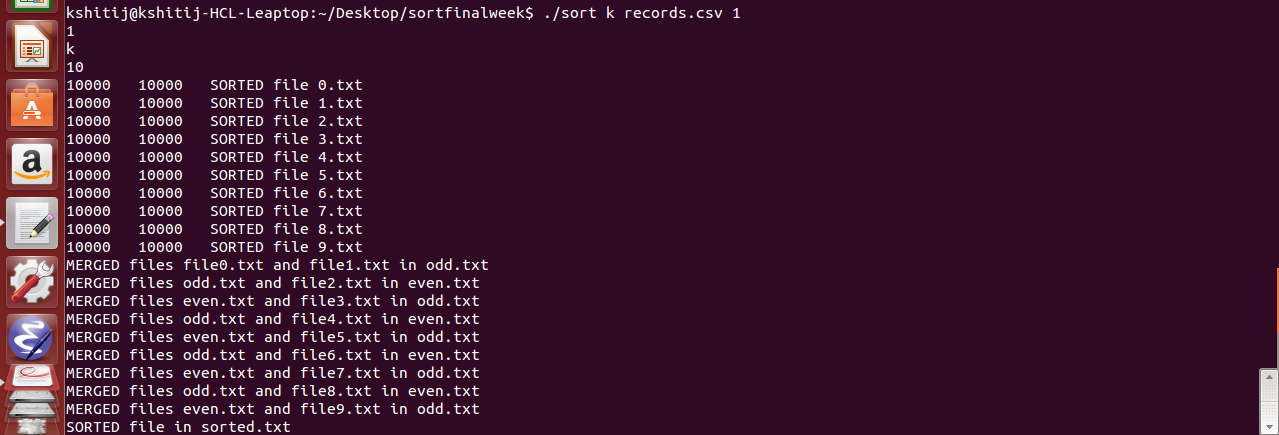 kshitij@kshitij-HCL-Leaptop:~/Desktop/sortfinalweek$ ./sort k records.csv 1
1
k
10
10000   10000   SORTED file 0.txt
10000   10000   SORTED file 1.txt
10000   10000   SORTED file 2.txt
10000   10000   SORTED file 3.txt
10000   10000   SORTED file 4.txt
10000   10000   SORTED file 5.txt
10000   10000   SORTED file 6.txt
10000   10000   SORTED file 7.txt
10000   10000   SORTED file 8.txt
10000   10000   SORTED file 9.txt
MERGED files file0.txt and file1.txt in odd.txt
MERGED files odd.txt and file2.txt in even.txt
MERGED files even.txt and file3.txt in odd.txt
MERGED files odd.txt and file4.txt in even.txt
MERGED files even.txt and file5.txt in odd.txt
MERGED files odd.txt and file6.txt in even.txt
MERGED files even.txt and file7.txt in odd.txt
MERGED files odd.txt and file8.txt in even.txt
MERGED files even.txt and file9.txt in odd.txt
SORTED file in sorted.txt